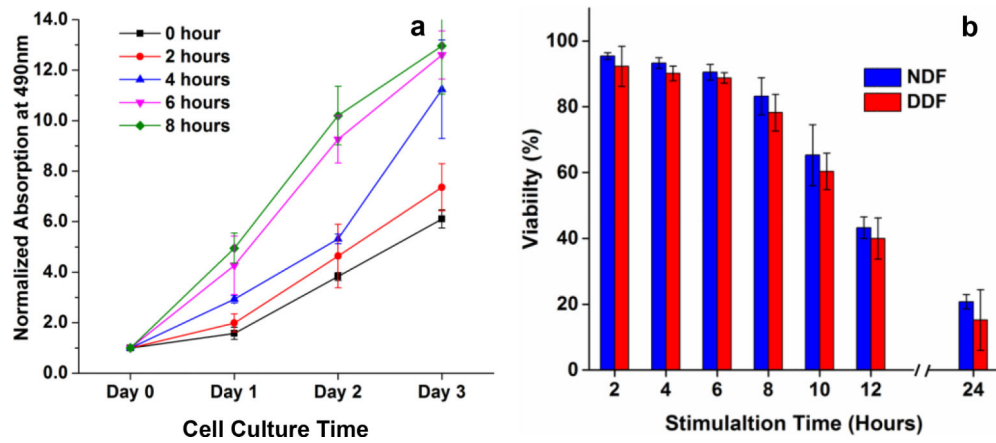 a
14.0
12.0
10.0
8.0
6.0
4.0
2.0
0.0
Normalized Absorption at 490nm
0 hour
2 hours
4 hours
6 hours
8 hours
Day 0 Day 1 Day 2 Day 3
Cell Culture Time
b
100
80
60
40
20
0
Viabiilty (%)
NDF
DDF
2 4 6 8 10 12 24
Stimulaltion Time (Hours)